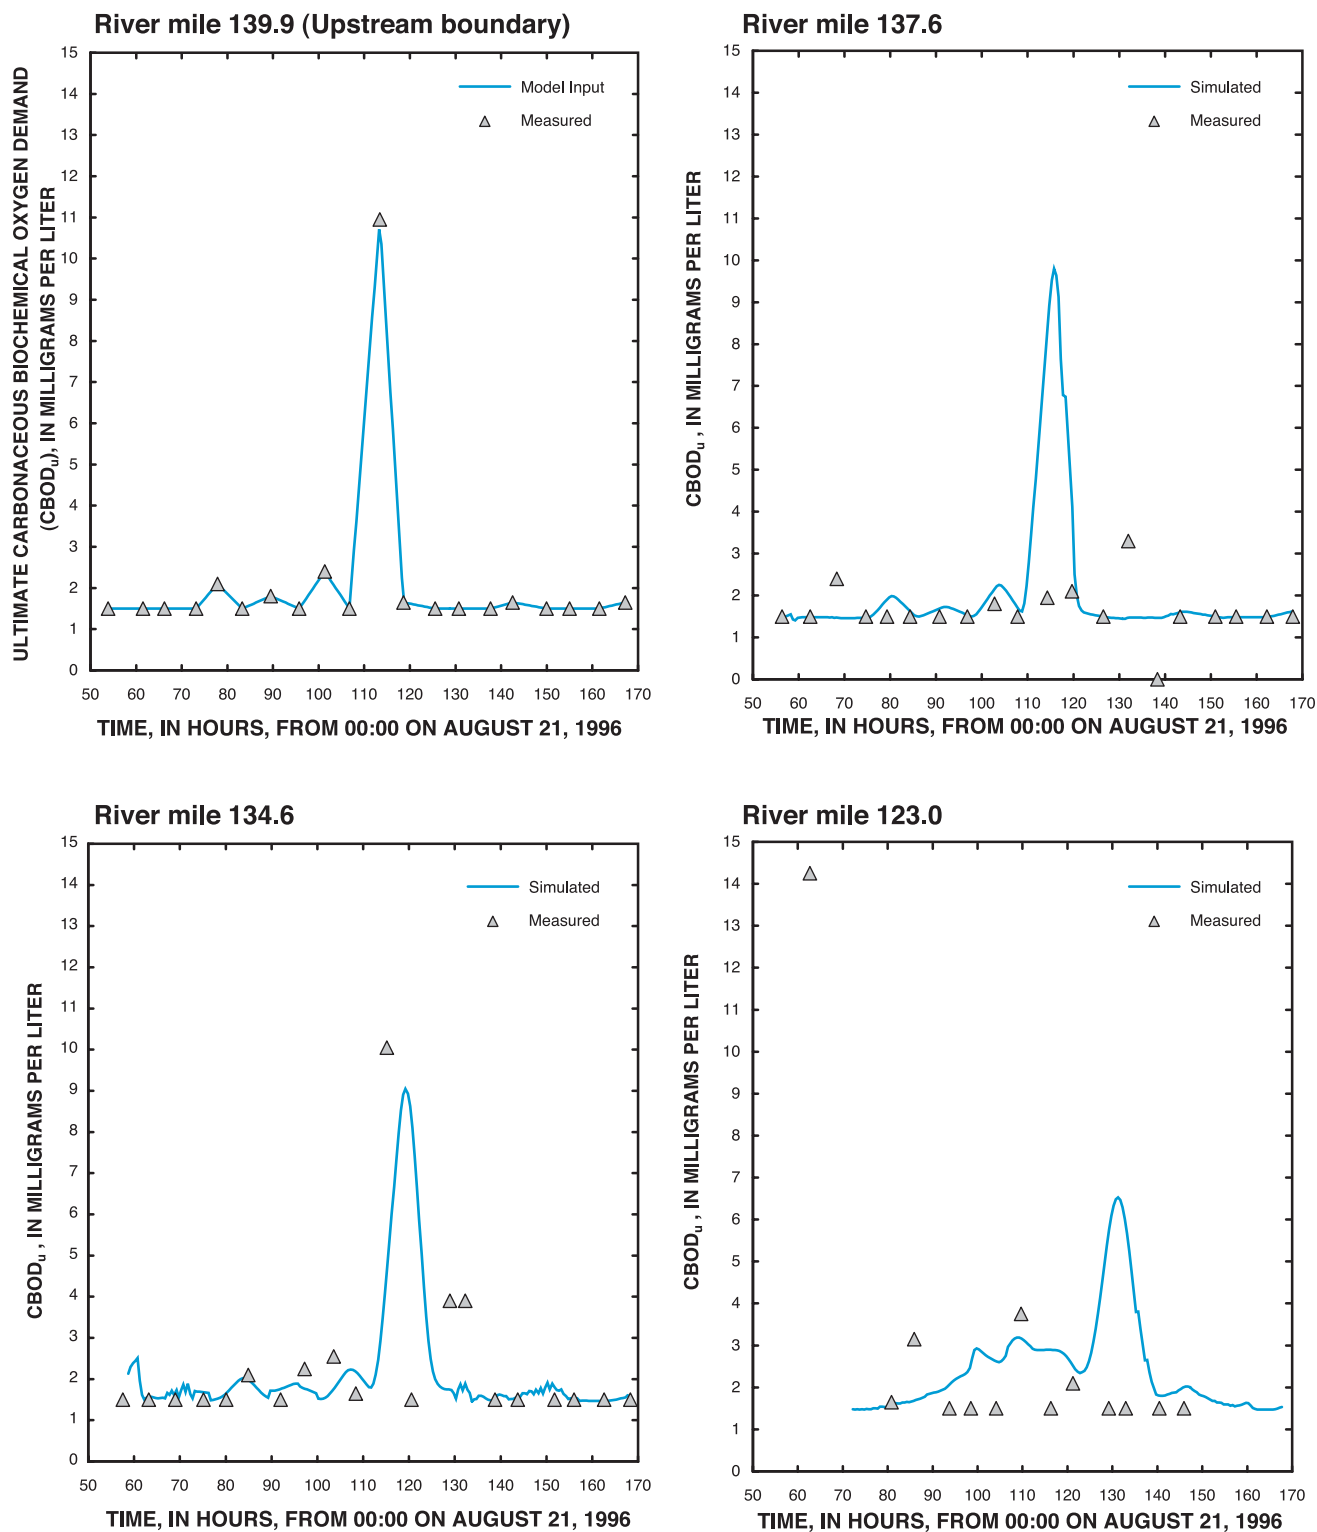 River mile 139.9 (Upstream boundary)
ULTIMATE CARBONACEOUS BIOCHEMICAL OXYGEN DEMAND
(CBODu), IN MILLIGRAMS PER LITER
15
14
13
12
11
10
9
8
7
6
5
4
3
2
1
0
Model Input
Measured
50 60 70 80 90 100 110 120 130 140 150 160 170
TIME, IN HOURS, FROM 00:00 ON AUGUST 21, 1996
River mile 137.6
CBODu , IN MILLIGRAMS PER LITER
15
14
13
12
11
10
9
8
7
6
5
4
3
2
1
0
Simulated
Measured
50 60 70 80 90 100 110 120 130 140 150 160 170
TIME, IN HOURS, FROM 00:00 ON AUGUST 21, 1996
River mile 134.6
CBODu , IN MILLIGRAMS PER LITER
15
14
13
12
11
10
9
8
7
6
5
4
3
2
1
0
Simulated
Measured
50 60 70 80 90 100 110 120 130 140 150 160 170
TIME, IN HOURS, FROM 00:00 ON AUGUST 21, 1996
River mile 123.0
CBODu , IN MILLIGRAMS PER LITER
15
14
13
12
11
10
9
8
7
6
5
4
3
2
1
0
Simulated
Measured
50 60 70 80 90 100 110 120 130 140 150 160 170
TIME, IN HOURS, FROM 00:00 ON AUGUST 21, 1996